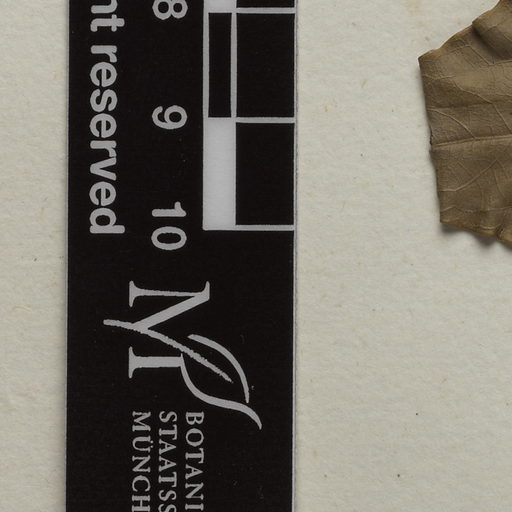 nt reserved
8
9
10
M
BOTANI
STAATSS
MÜNCH